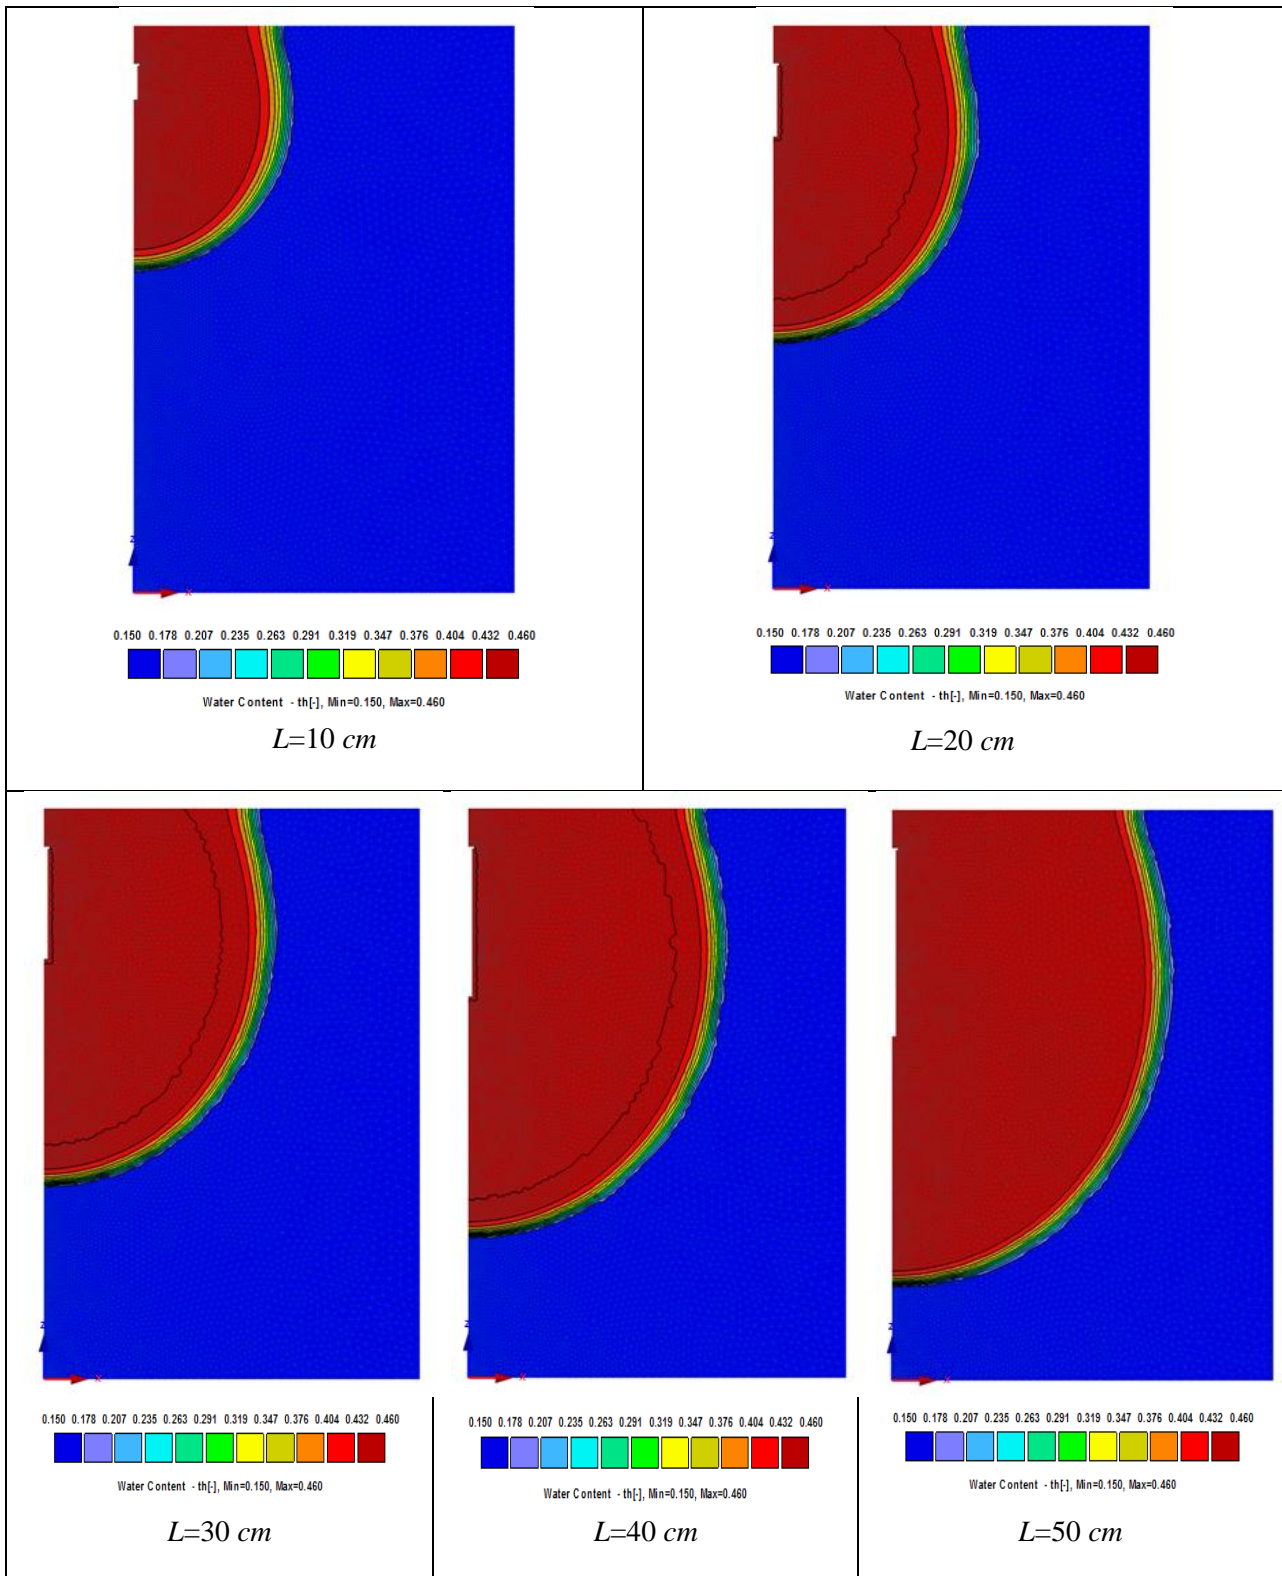 z
x
0.150 0.178 0.207 0.235 0.263 0.291 0.319 0.347 0.376 0.404 0.432 0.460
Water Content - th[-], Min=0.150, Max=0.460
L=10 cm
z
x
0.150 0.178 0.207 0.235 0.263 0.291 0.319 0.347 0.376 0.404 0.432 0.460
Water Content - th[-], Min=0.150, Max=0.460
L=20 cm
z
x
0.150 0.178 0.207 0.235 0.263 0.291 0.319 0.347 0.376 0.404 0.432 0.460
Water Content - th[-], Min=0.150, Max=0.460
L=30 cm
z
x
0.150 0.178 0.207 0.235 0.263 0.291 0.319 0.347 0.376 0.404 0.432 0.460
Water Content - th[-], Min=0.150, Max=0.460
L=40 cm
z
x
0.150 0.178 0.207 0.235 0.263 0.291 0.319 0.347 0.376 0.404 0.432 0.460
Water Content - th[-], Min=0.150, Max=0.460
L=50 cm